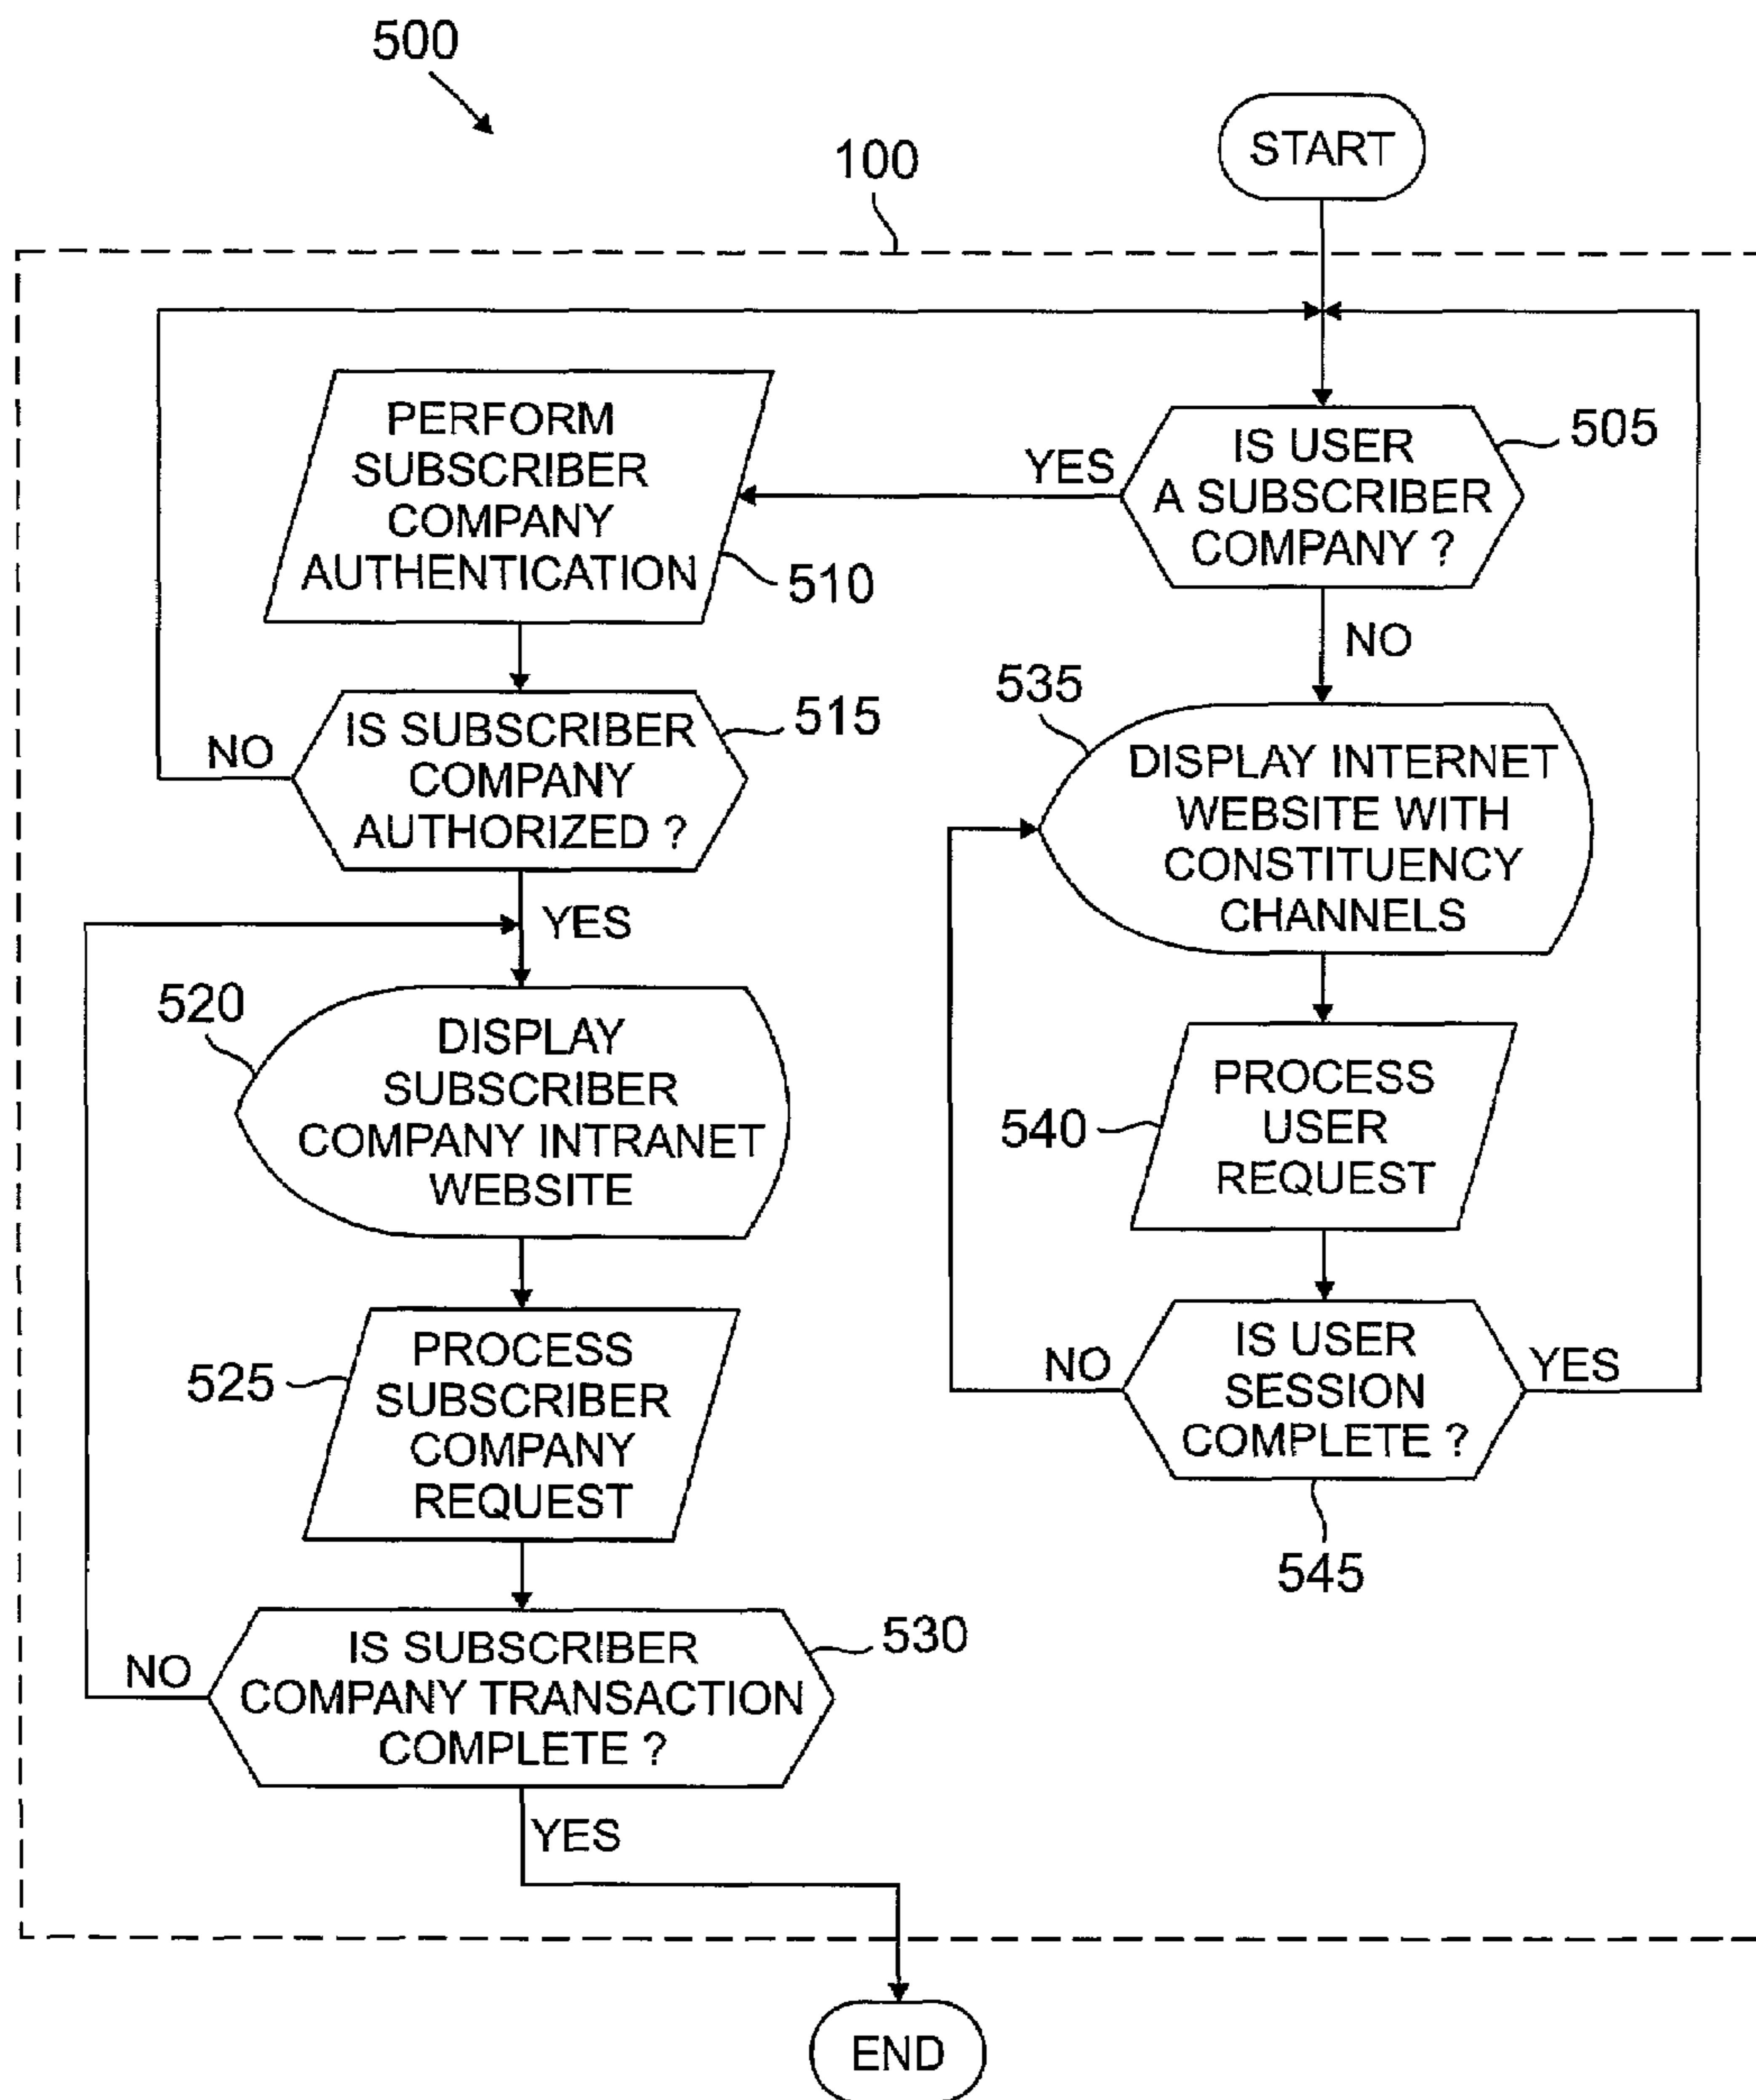 500
START
100
PERFORM
SUBSCRIBER
COMPANY
AUTHENTICATION
510
YES
IS USER
A SUBSCRIBER
COMPANY ?
505
NO
IS SUBSCRIBER
COMPANY
AUTHORIZED ?
515
NO
YES
535
DISPLAY INTERNET
WEBSITE WITH
CONSTITUENCY
CHANNELS
520
DISPLAY
SUBSCRIBER
COMPANY INTRANET
WEBSITE
540
PROCESS
USER
REQUEST
525
PROCESS
SUBSCRIBER
COMPANY
REQUEST
NO
IS USER
SESSION
COMPLETE ?
YES
545
NO
IS SUBSCRIBER
COMPANY TRANSACTION
COMPLETE ?
530
YES
END